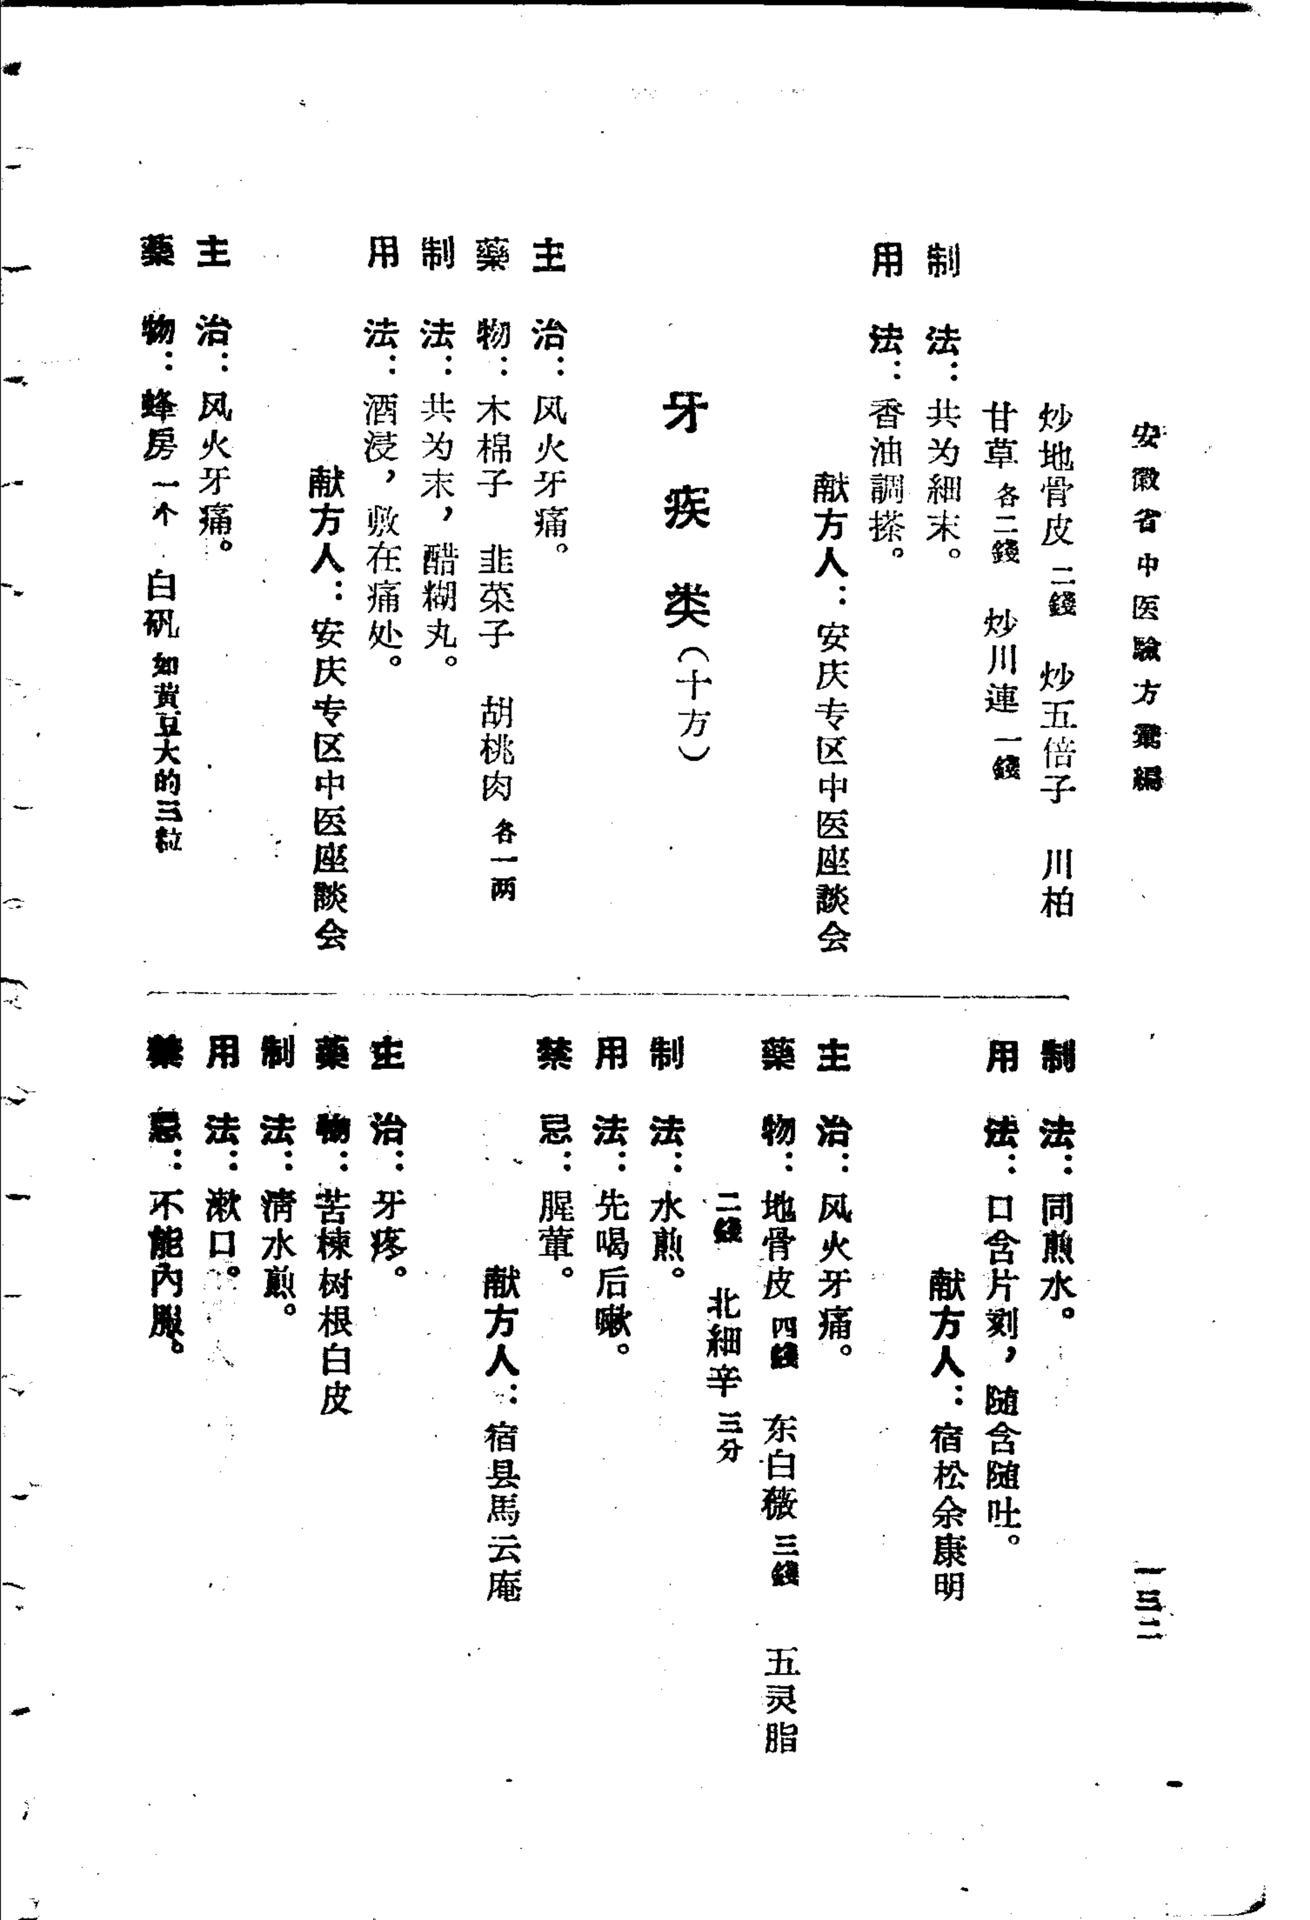 安徽省中医驗方彙編
一三二
炒地骨皮二錢　炒五倍子　川柏
甘草各二錢　炒川連一錢
制　法：共为細末。
用　法：香油調搽。
献方人：安庆专区中医座談会
牙疾类（十方）
主　治：风火牙痛。
藥　物：木棉子　韭菜子　胡桃肉各一两
制　法：共为末，醋糊丸。
用　法：酒浸，敷在痛处。
献方人：安庆专区中医座談会
主　治：风火牙痛。
藥　物：蜂房一个　白矾如黄豆大的三粒
制　法：同煎水。
用　法：口含片刻，随含随吐。
献方人：宿松余康明
主　治：风火牙痛。
藥　物：地骨皮四錢　东白薇三錢　五灵脂
二錢　北細辛三分
制　法：水煎。
用　法：先喝后嗽。
禁　忌：腥葷。
献方人：宿县馬云庵
主　治：牙疼。
藥　物：苦楝树根白皮
制　法：清水煎。
用　法：漱口。
禁　忌：不能內服。